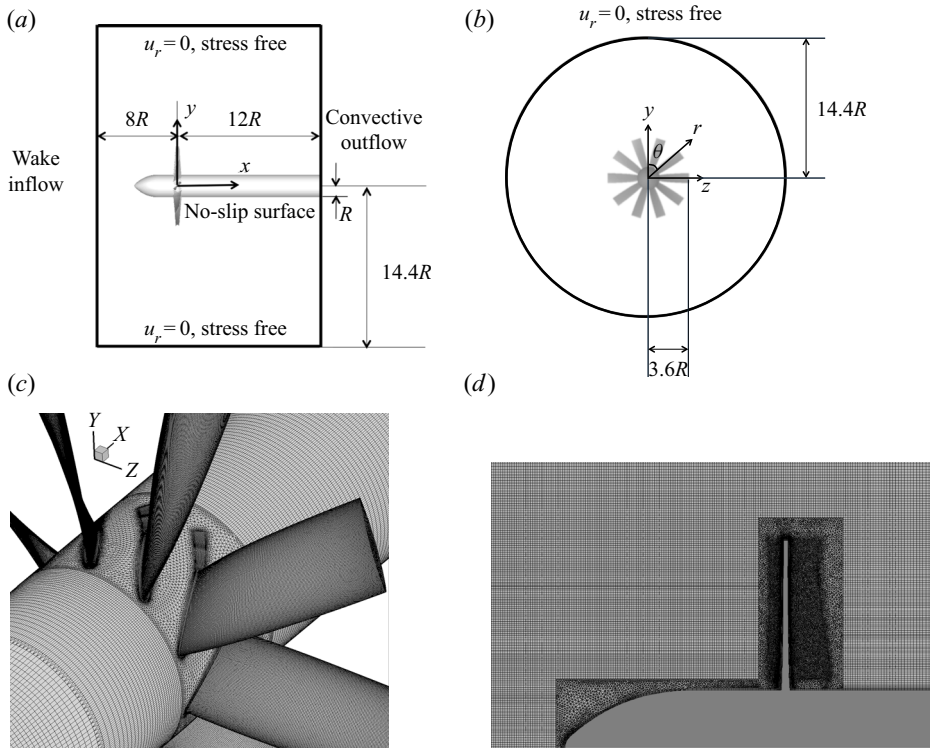 (a)
u_r = 0, stress free
y
8R
12R
Convective
outflow
Wake
inflow
x
No-slip surface
R
14.4R
u_r = 0, stress free
(b)
u_r = 0, stress free
y
r
θ
z
14.4R
3.6R
(c)
Y
X
Z
(d)